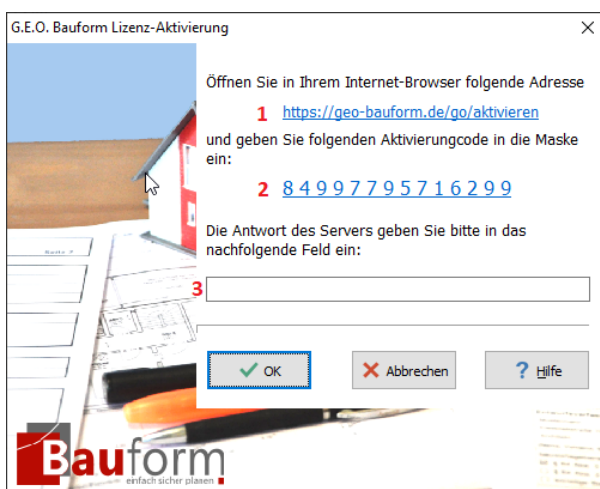 G.E.O. Bauform Lizenz-Aktivierung
Öffnen Sie in Ihrem Internet-Browser folgende Adresse
1 https://geo-bauform.de/go/aktivieren
und geben Sie folgenden Aktivierungcode in die Maske
ein:
2 8 4 9 9 7 7 9 5 7 1 6 2 9 9
Die Antwort des Servers geben Sie bitte in das
nachfolgende Feld ein:
3
OK
Abbrechen
? Hilfe
Bauform
einfach sicher planen